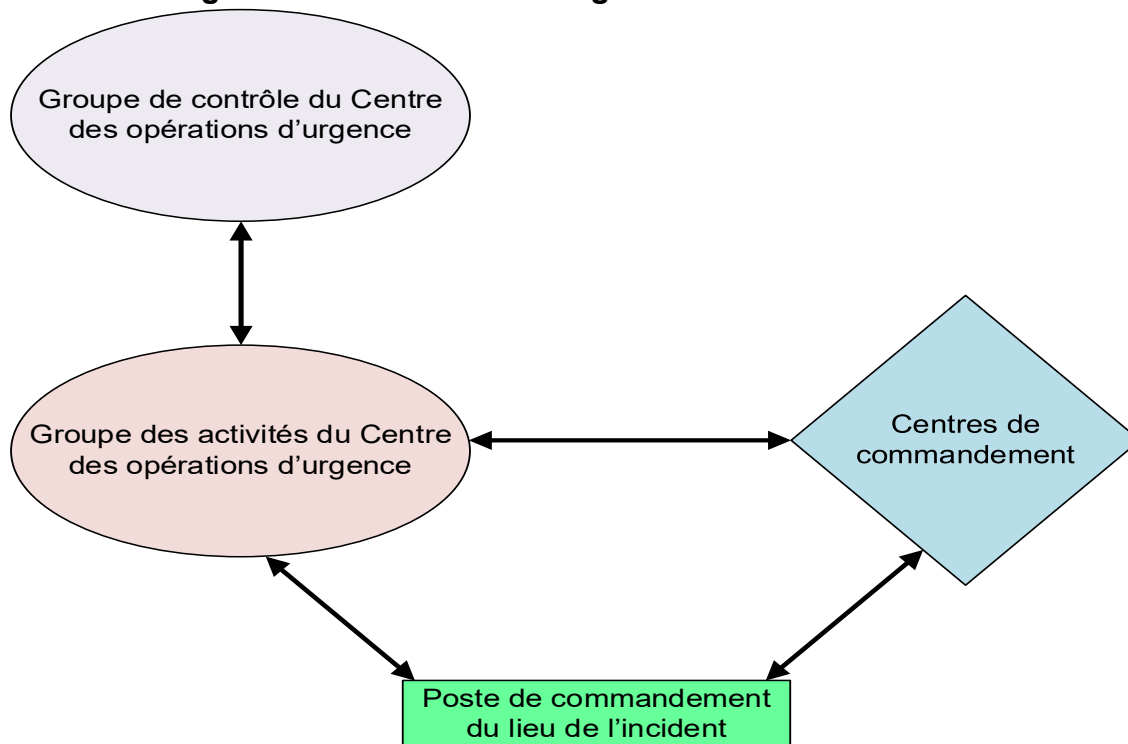 Groupe de contrôle du Centre
des opérations d'urgence
Groupe des activités du Centre
des opérations d'urgence
Centres de
commandement
Poste de commandement
du lieu de l'incident